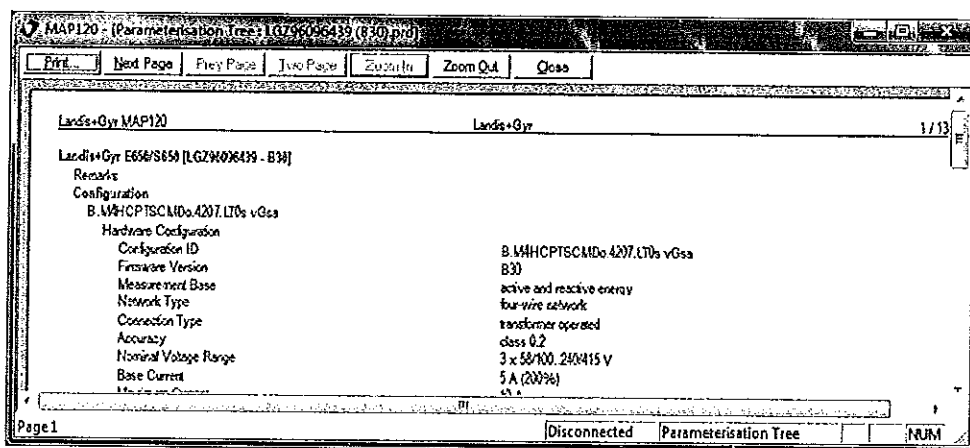 MAP120 - [Parameterisation Tree : LGZ96096439 (B30).prd]
Print... Next Page Prev Page Two Page Zoom In Zoom Out Close
Landis+Gyr MAP120 Landis+Gyr 1 / 13
Landis+Gyr E650/S650 [LGZ96096439 - B30]
Remarks
Configuration
B.M4HCPTSCMDo.4207.LT0s vGsa
Hardware Configuration
Configuration ID B.M4HCPTSCMDo.4207.LT0s vGsa
Firmware Version B30
Measurement Base active and reactive energy
Network Type four-wire network
Connection Type transformer operated
Accuracy class 0.2
Nominal Voltage Range 3 x 58/100..240/415 V
Base Current 5 A (200%)
Maximum Current 10 A
Page 1 Disconnected Parameterisation Tree NUM